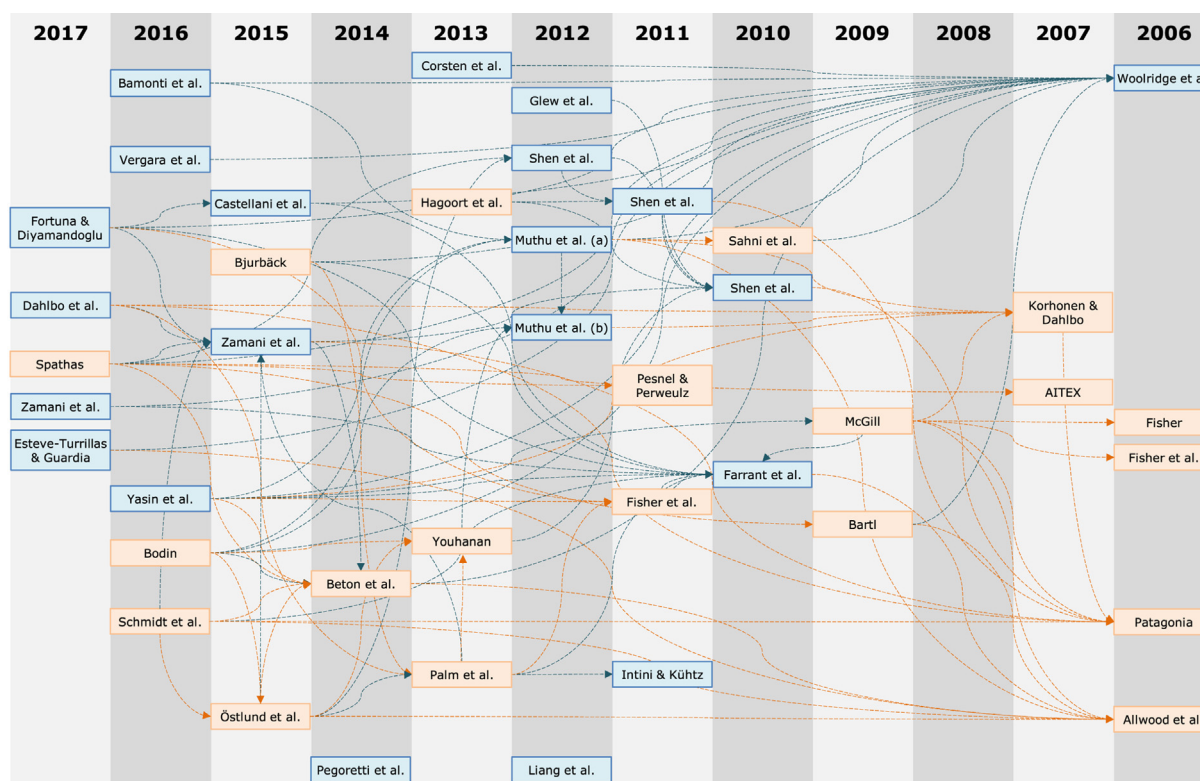 2017 2016 2015 2014 2013 2012 2011 2010 2009 2008 2007 2006
Corsten et al.
Bamonti et al.
Woolridge et al
Glew et al.
Vergara et al.
Shen et al.
Castellani et al.
Hagoort et al.
Shen et al.
Fortuna &
Diyamandoglu
Muthu et al. (a)
Sahni et al.
Bjurbäck
Shen et al.
Dahlbo et al.
Korhonen &
Dahlbo
Muthu et al. (b)
Zamani et al.
Spathas
Pesnel &
Perweulz
AITEX
Zamani et al.
McGill
Fisher
Esteve-Turrillas
& Guardia
Fisher et al.
Farrant et al.
Yasin et al.
Fisher et al.
Bartl
Bodin
Youhanan
Beton et al.
Schmidt et al.
Patagonia
Palm et al.
Intini & Kühtz
Östlund et al.
Allwood et al
Pegoretti et al.
Liang et al.